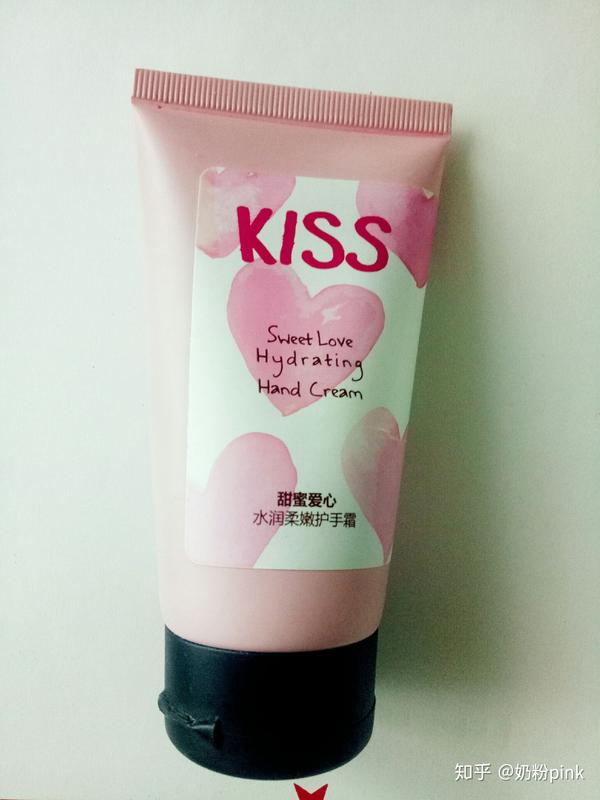 KISS
Sweet Love
Hydrating
Hand Cream
甜蜜爱心
水润柔嫩护手霜
知乎 @奶粉pink